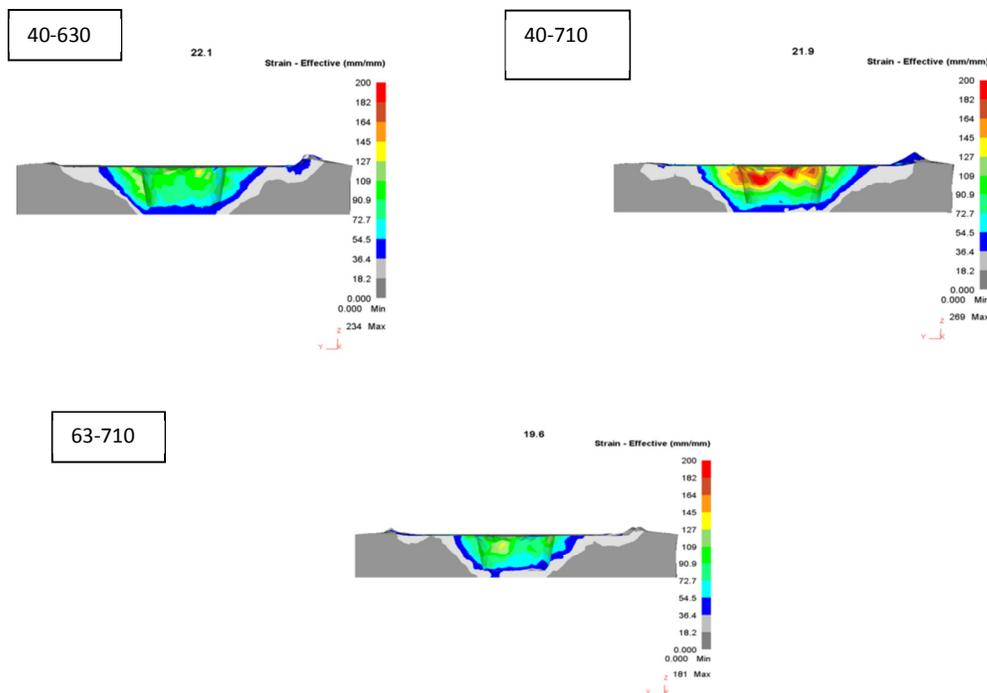 40-630
22.1
Strain - Effective (mm/mm)
200
182
164
145
127
109
90.9
72.7
54.5
36.4
18.2
0.000
0.000 Min
234 Max
Z
Y X
40-710
21.9
Strain - Effective (mm/mm)
200
182
164
145
127
109
90.9
72.7
54.5
36.4
18.2
0.000
0.000 Min
269 Max
Z
Y X
63-710
19.6
Strain - Effective (mm/mm)
200
182
164
145
127
109
90.9
72.7
54.5
36.4
18.2
0.000
0.000 Min
181 Max
Z
Y X